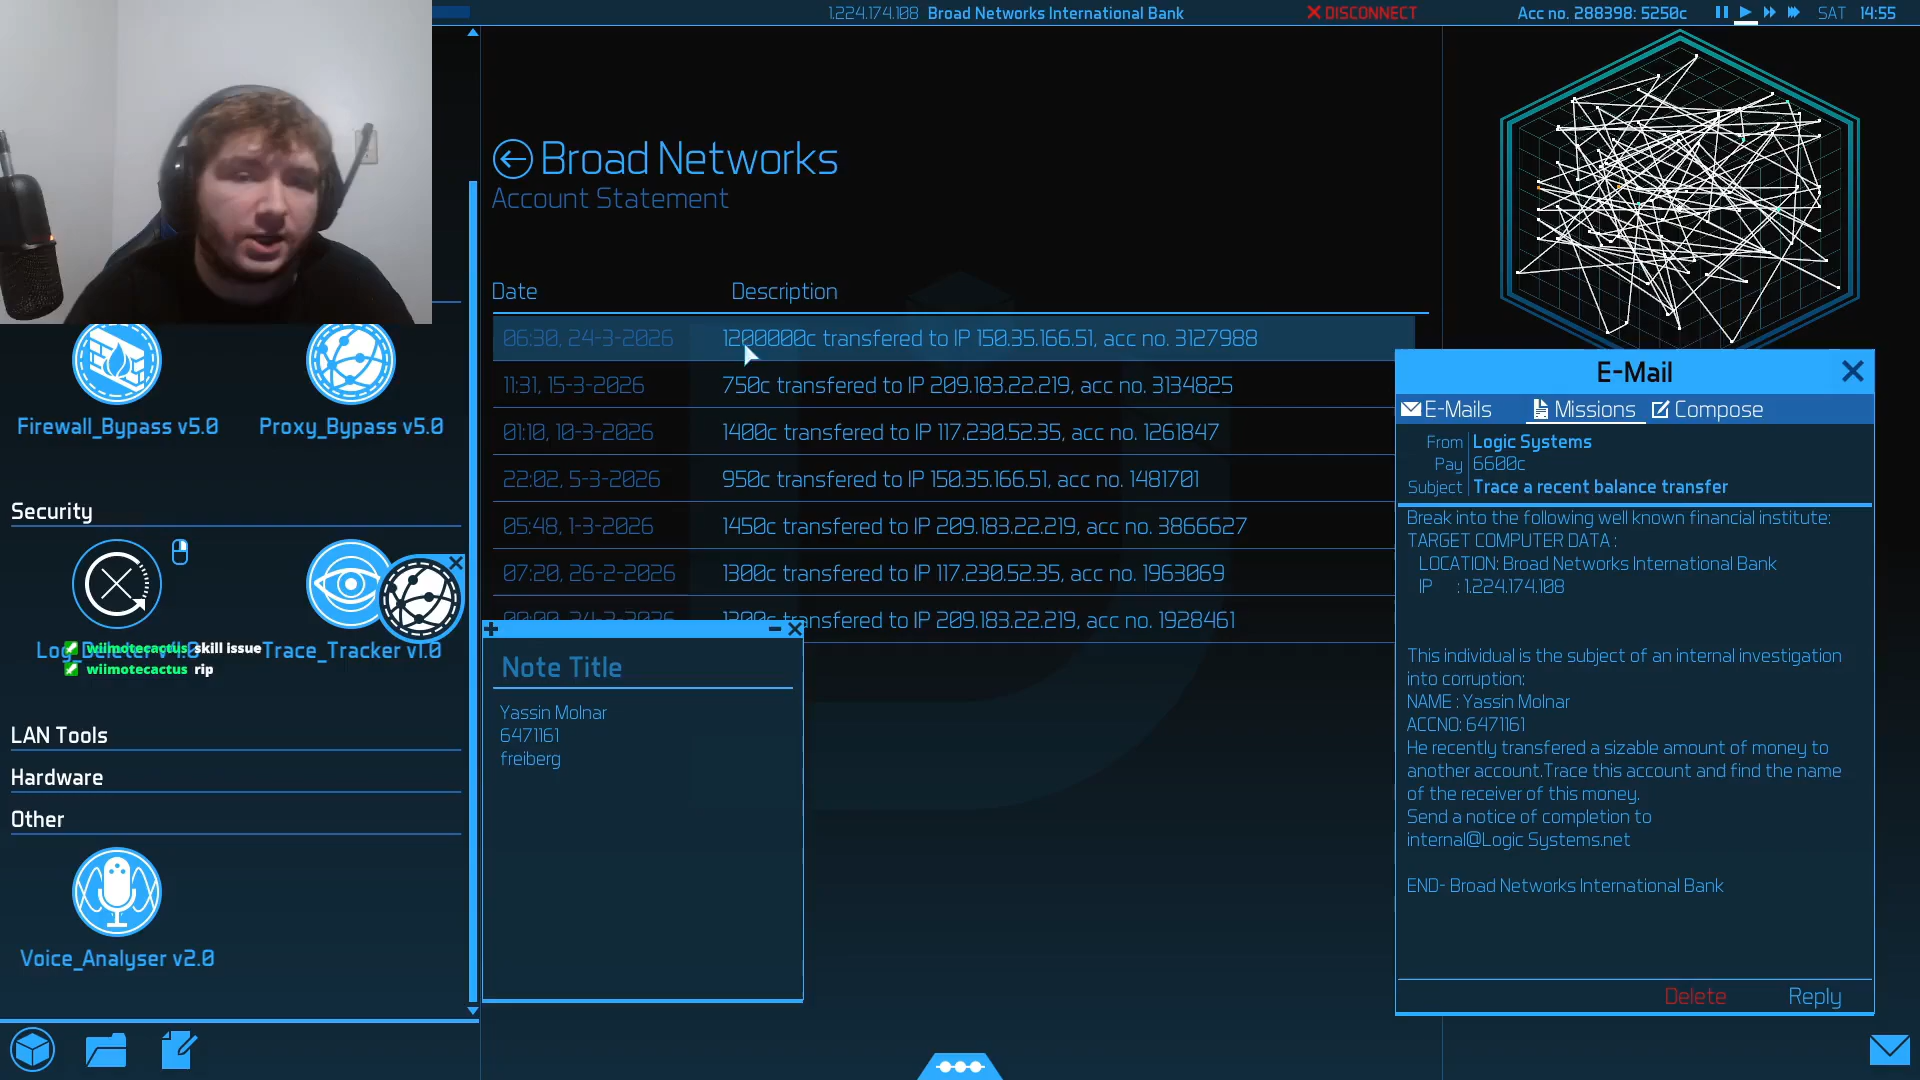 1.224.174.108 Broad Networks International Bank
DISCONNECT
Acc no. 288398: 5250c
SAT 14:55
Broad Networks
Account Statement
Date Description
06:30, 24-3-2026 1200000c transfered to IP 150.35.166.51, acc no. 3127988
11:31, 15-3-2026 750c transfered to IP 209.183.22.219, acc no. 3134825
01:10, 10-3-2026 1400c transfered to IP 117.230.52.35, acc no. 1261847
22:02, 5-3-2026 950c transfered to IP 150.35.166.51, acc no. 1481701
05:48, 1-3-2026 1450c transfered to IP 209.183.22.219, acc no. 3866627
07:20, 26-2-2026 1300c transfered to IP 117.230.52.35, acc no. 1963069
transfered to IP 209.183.22.219, acc no. 1928461
Firewall_Bypass v5.0
Proxy_Bypass v5.0
Security
Trace_Tracker v1.0
wiimotecactus skill issue
wiimotecactus rip
LAN Tools
Hardware
Other
Voice_Analyser v2.0
Note Title
Yassin Molnar
6471161
freiberg
E-Mail
E-Mails Missions Compose
From Logic Systems
Pay 6600c
Subject Trace a recent balance transfer
Break into the following well known financial institute:
TARGET COMPUTER DATA :
LOCATION: Broad Networks International Bank
IP : 1.224.174.108
This individual is the subject of an internal investigation
into corruption:
NAME : Yassin Molnar
ACCNO: 6471161
He recently transfered a sizable amount of money to
another account.Trace this account and find the name
of the receiver of this money.
Send a notice of completion to
internal@Logic Systems.net
END- Broad Networks International Bank
Delete Reply